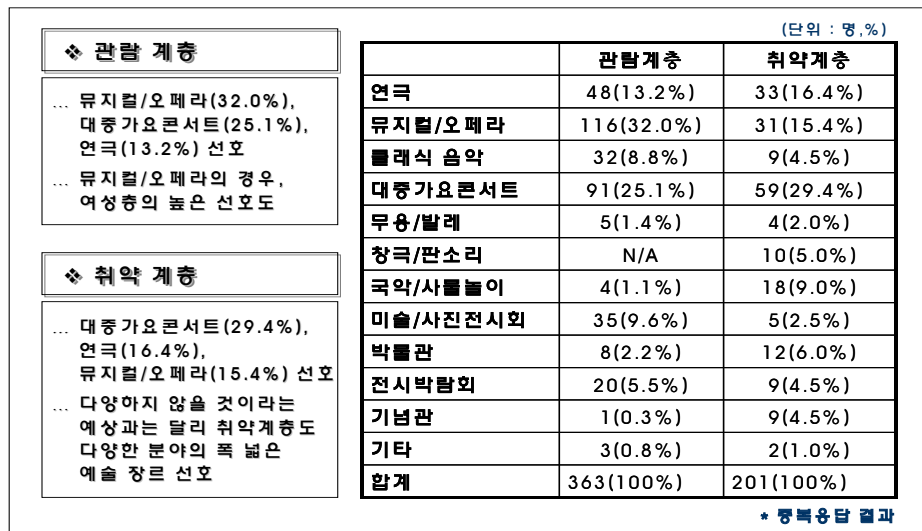 ❖ 관람 계층
... 뮤지컬/오페라(32.0%),
대중가요콘서트(25.1%),
연극(13.2%) 선호
... 뮤지컬/오페라의 경우,
여성층의 높은 선호도
❖ 취약 계층
... 대중가요콘서트(29.4%),
연극(16.4%),
뮤지컬/오페라(15.4%) 선호
... 다양하지 않을 것이라는
예상과는 달리 취약계층도
다양한 분야의 폭 넓은
예술 장르 선호
(단위 : 명,%)
관람계층 취약계층
연극 48(13.2%) 33(16.4%)
뮤지컬/오페라 116(32.0%) 31(15.4%)
클래식 음악 32(8.8%) 9(4.5%)
대중가요콘서트 91(25.1%) 59(29.4%)
무용/발레 5(1.4%) 4(2.0%)
창극/판소리 N/A 10(5.0%)
국악/사물놀이 4(1.1%) 18(9.0%)
미술/사진전시회 35(9.6%) 5(2.5%)
박물관 8(2.2%) 12(6.0%)
전시박람회 20(5.5%) 9(4.5%)
기념관 1(0.3%) 9(4.5%)
기타 3(0.8%) 2(1.0%)
합계 363(100%) 201(100%)
* 중복응답 결과